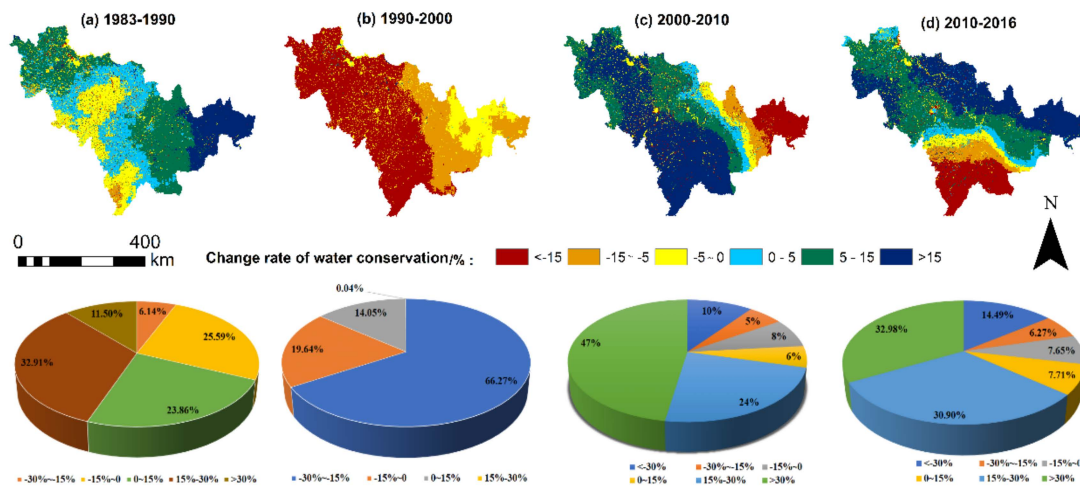 (a) 1983-1990
(b) 1990-2000
(c) 2000-2010
(d) 2010-2016
N
0 400
km
Change rate of water conservation/% : <-15 -15~ -5 -5~ 0 0 - 5 5 - 15 >15
11.50%
6.14%
25.59%
32.91%
23.86%
-30%~-15% -15%~0 0~15% 15%-30% >30%
0.04%
14.05%
19.64%
66.27%
-30%~-15% -15%~0 0~15% 15%-30%
10%
5%
8%
6%
47%
24%
<-30% -30%~-15% -15%~0
0~15% 15%-30% >30%
14.49%
6.27%
7.65%
7.71%
32.98%
30.90%
<-30% -30%~-15% -15%~0
0~15% 15%-30% >30%